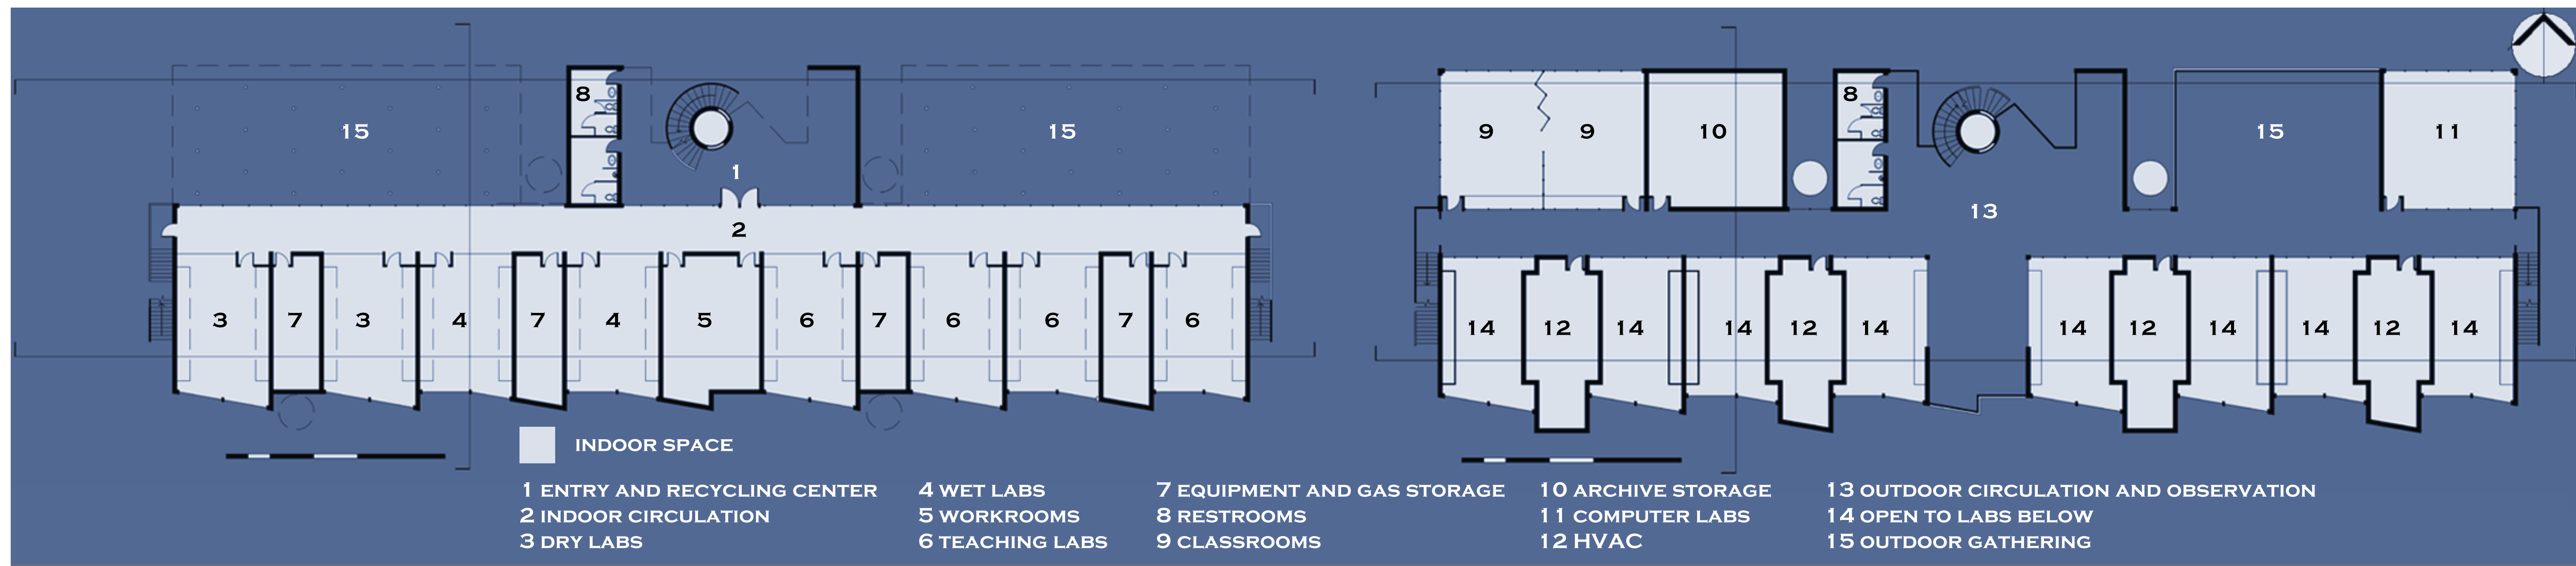 8
15
1
15
2
3
7
3
4
7
4
5
6
7
6
6
7
6
9
9
10
8
13
15
11
14
12
14
14
12
14
14
12
14
14
12
14
INDOOR SPACE
1 ENTRY AND RECYCLING CENTER
2 INDOOR CIRCULATION
3 DRY LABS
4 WET LABS
5 WORKROOMS
6 TEACHING LABS
7 EQUIPMENT AND GAS STORAGE
8 RESTROOMS
9 CLASSROOMS
10 ARCHIVE STORAGE
11 COMPUTER LABS
12 HVAC
13 OUTDOOR CIRCULATION AND OBSERVATION
14 OPEN TO LABS BELOW
15 OUTDOOR GATHERING